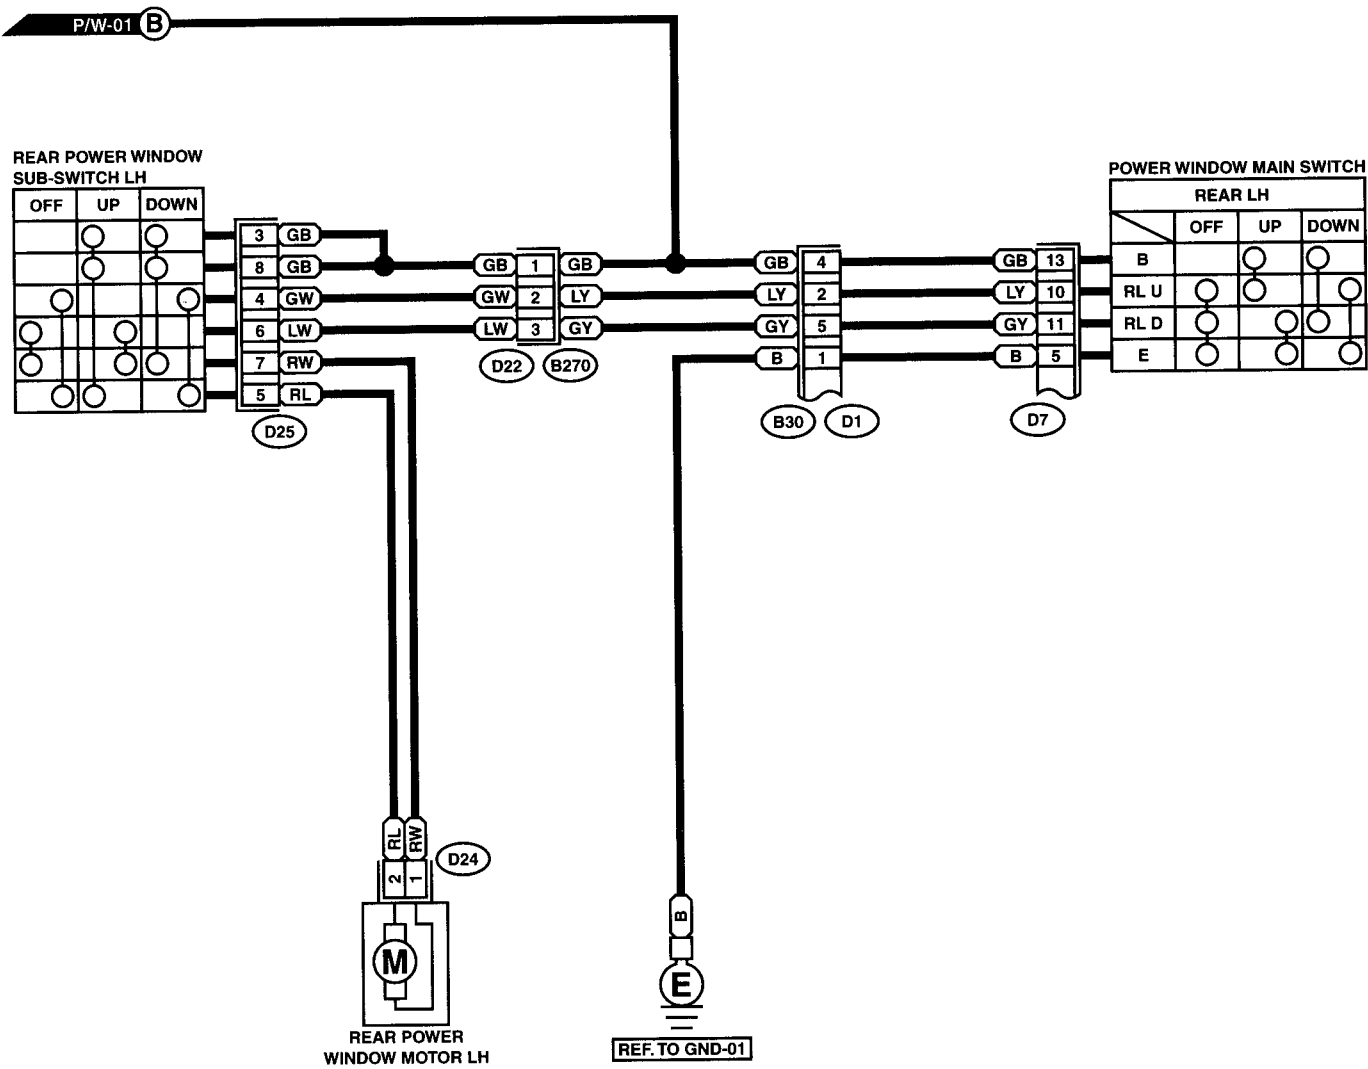 P/W-01 B
REAR POWER WINDOW
SUB-SWITCH LH
OFF UP DOWN
3 GB
8 GB
4 GW
6 LW
7 RW
5 RL
D25
GB 1 GB
GW 2 LY
LW 3 GY
D22 B270
GB 4
LY 2
GY 5
B 1
B30 D1
GB 13
LY 10
GY 11
B 5
D7
POWER WINDOW MAIN SWITCH
REAR LH
OFF UP DOWN
B
RL U
RL D
E
RL RW
2 1
D24
M
REAR POWER
WINDOW MOTOR LH
B
E
REF. TO GND-01